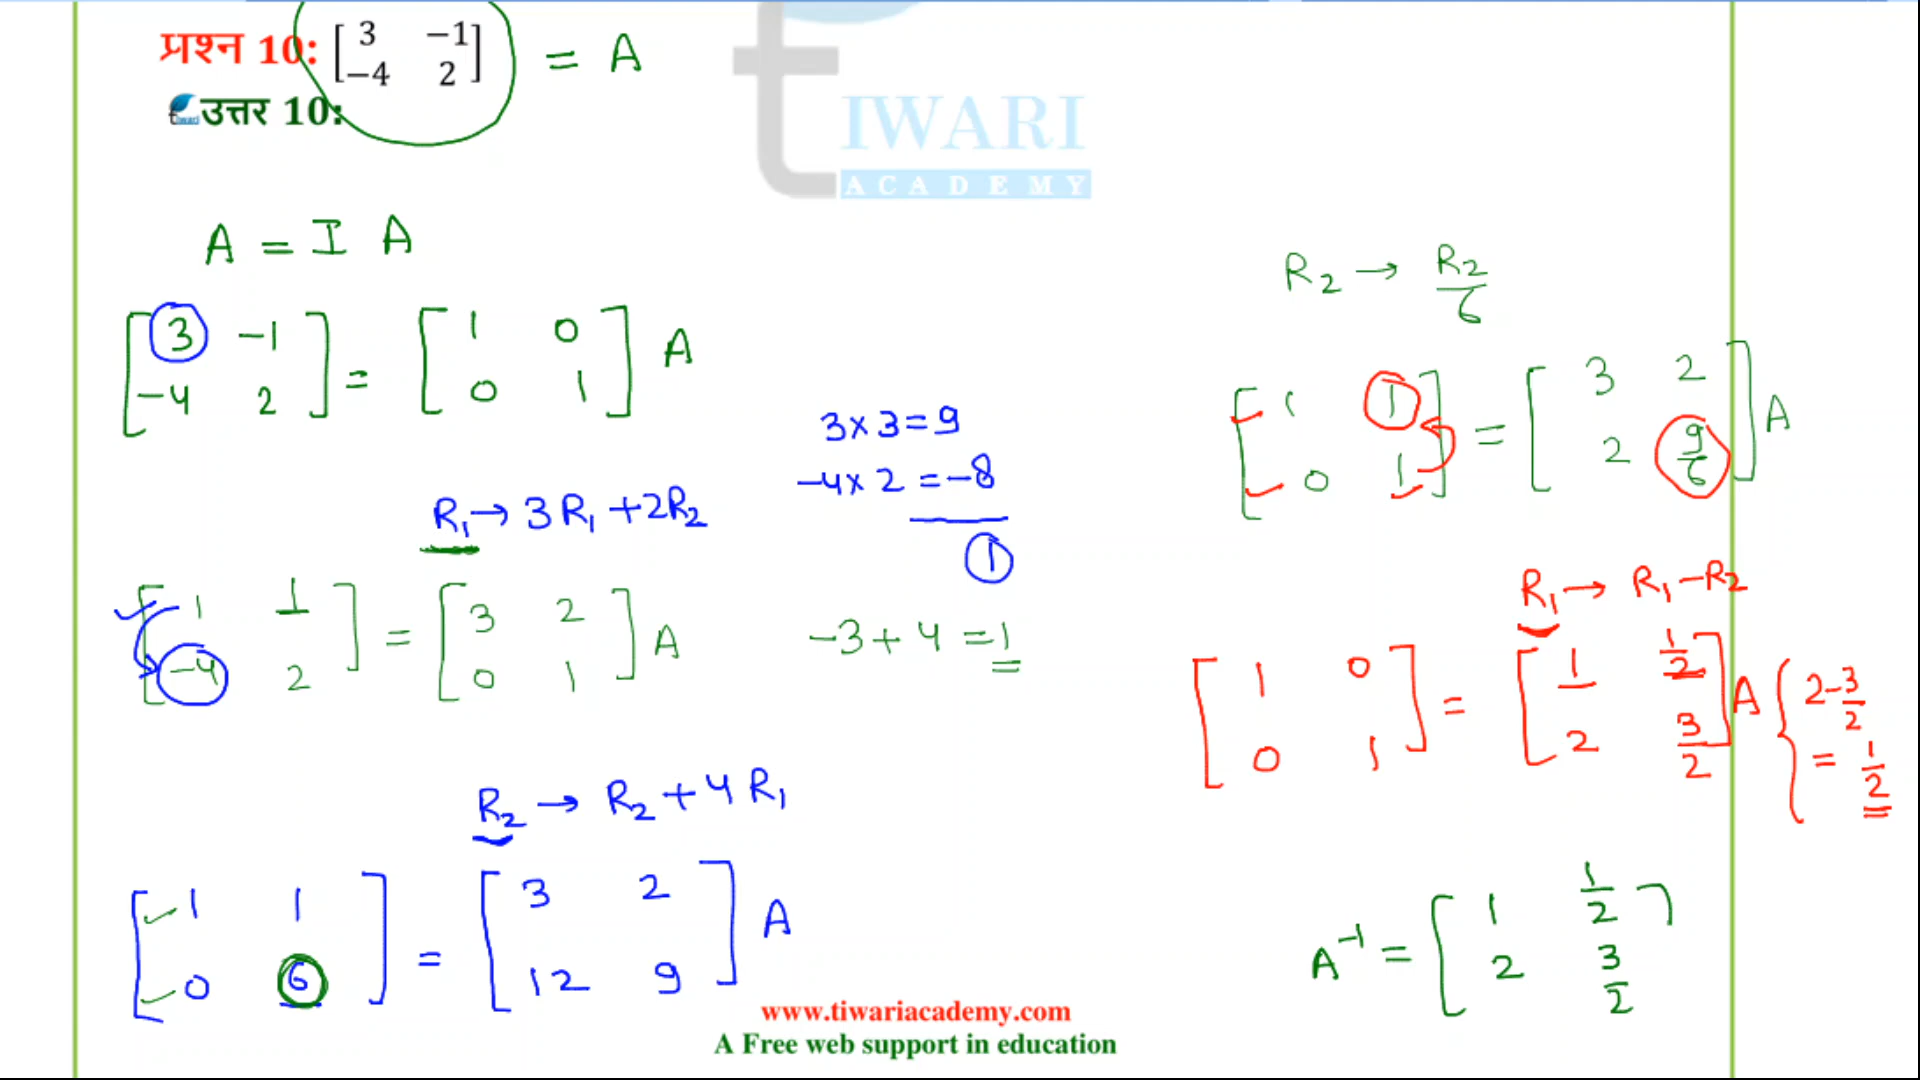 प्रश्न 10: [3 −1] = A
[−4 2]
उत्तर 10:
TIWARI
ACADEMY
A = I A
[3 -1] = [1 0] A
[-4 2] [0 1]
R₁ → 3R₁ + 2R₂
3×3=9
-4×2=-8
1
[1 1] = [3 2] A
[-4 2] [0 1]
-3+4=1
R₂ → R₂ + 4R₁
[1 1] = [3 2] A
[0 6] [12 9]
R₂ → R₂/6
[1 1] = [3 2] A
[0 1] [2 9/6]
R₁ → R₁-R₂
[1 0] = [1 1/2] A { 2-3/2
[0 1] [2 3/2] = 1/2
A⁻¹ = [1 1/2]
[2 3/2
www.tiwariacademy.com
A Free web support in education